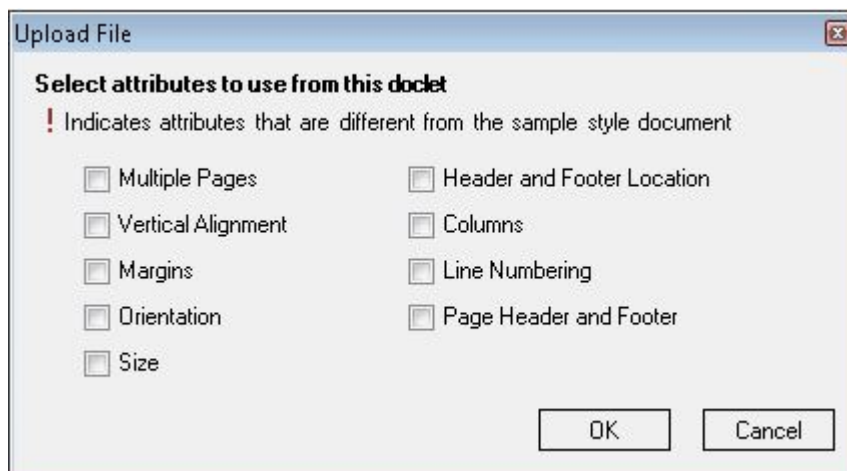 Upload File
Select attributes to use from this doclet
! Indicates attributes that are different from the sample style document
Multiple Pages
Header and Footer Location
Vertical Alignment
Columns
Margins
Line Numbering
Orientation
Page Header and Footer
Size
OK
Cancel